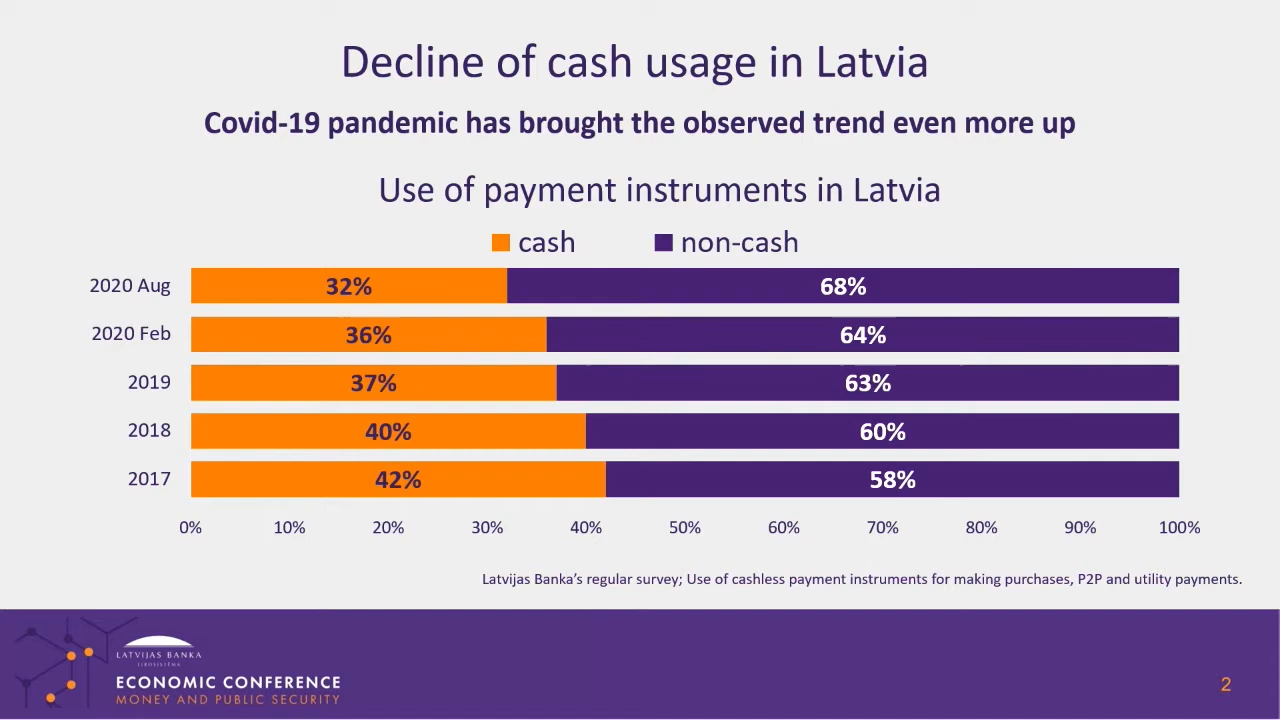 Decline of cash usage in Latvia
Covid-19 pandemic has brought the observed trend even more up
Use of payment instruments in Latvia
cash non-cash
2020 Aug 32% 68%
2020 Feb 36% 64%
2019 37% 63%
2018 40% 60%
2017 42% 58%
0% 10% 20% 30% 40% 50% 60% 70% 80% 90% 100%
Latvijas Banka’s regular survey; Use of cashless payment instruments for making purchases, P2P and utility payments.
LATVIJAS BANKA
EIROSISTĒMA
ECONOMIC CONFERENCE
MONEY AND PUBLIC SECURITY
2